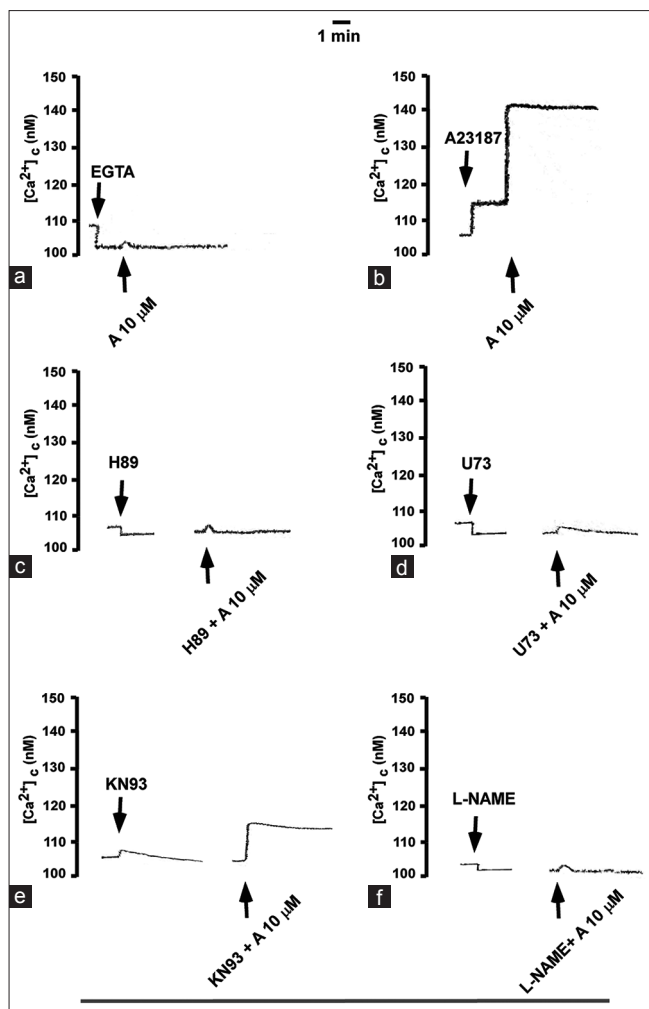 1 min
150
140
130
120
110
100
[Ca²⁺] c (nM)
EGTA
A 10 μM
a
150
140
130
120
110
100
[Ca²⁺] c (nM)
A23187
A 10 μM
b
150
140
130
120
110
100
[Ca²⁺] c (nM)
H89
H89 + A 10 μM
c
150
140
130
120
110
100
[Ca²⁺] c (nM)
U73
U73 + A 10 μM
d
150
140
130
120
110
100
[Ca²⁺] c (nM)
KN93
KN93 + A 10 μM
e
150
140
130
120
110
100
[Ca²⁺] c (nM)
L-NAME
L-NAME+ A 10 μM
f